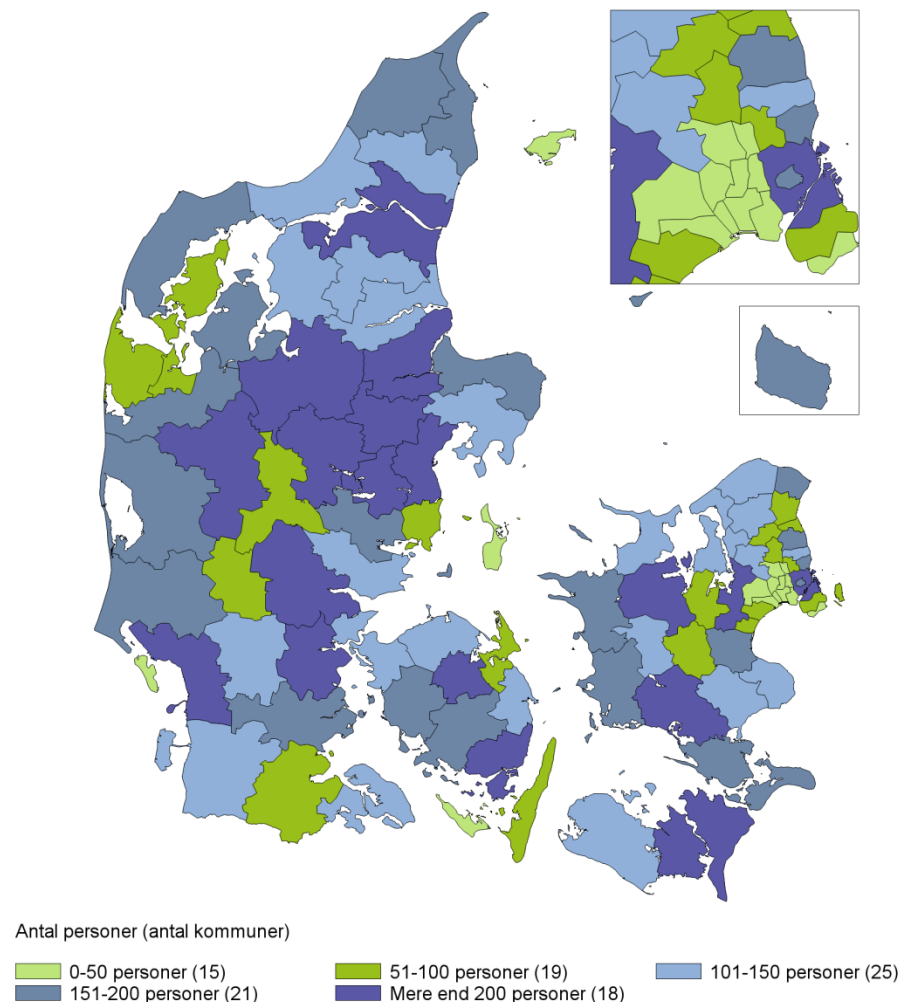 Antal personer (antal kommuner)
0-50 personer (15) 51-100 personer (19) 101-150 personer (25)
151-200 personer (21) Mere end 200 personer (18)